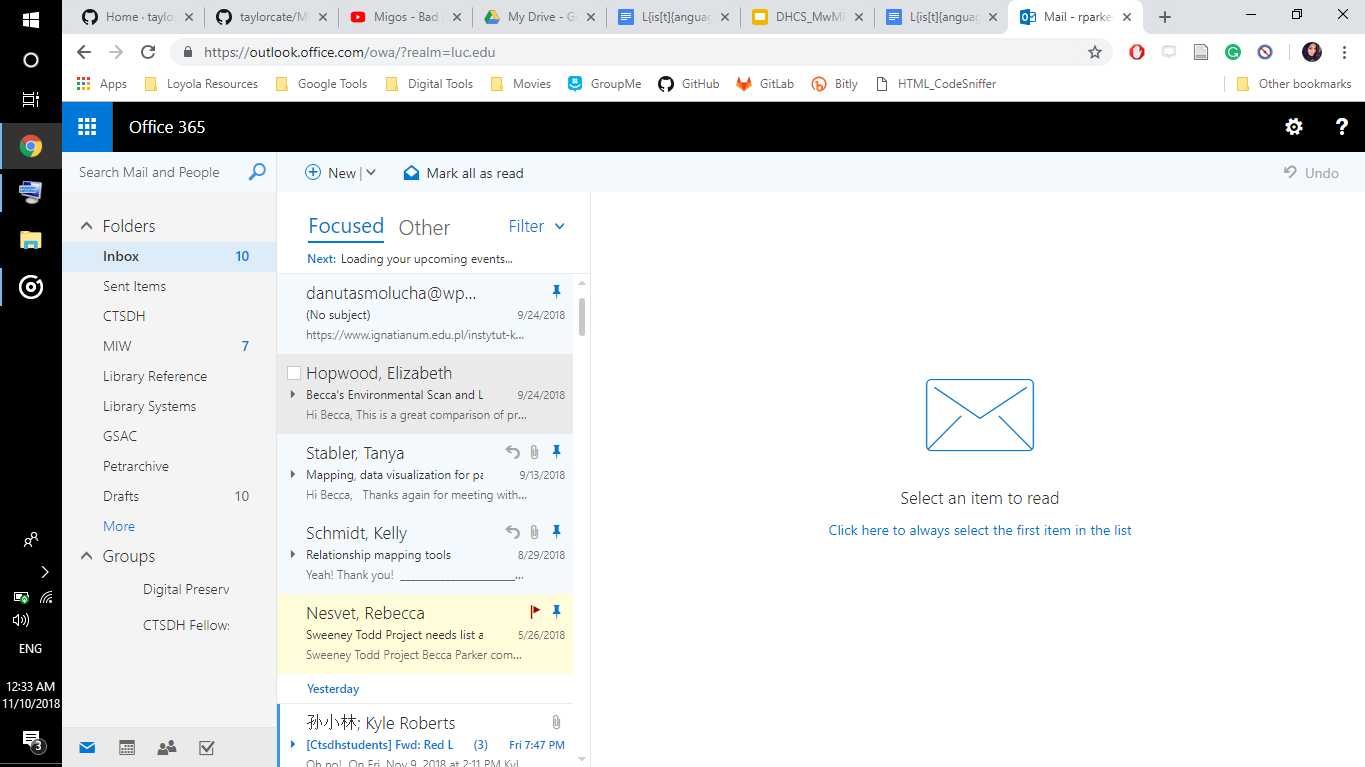 Home · taylor
taylorcate/M
Migos - Bad
My Drive - Go
L{is[t]{anguag
DHCS_MwM
L{is[t]{anguag
Mail - rparke
https://outlook.office.com/owa/?realm=luc.edu
Apps
Loyola Resources
Google Tools
Digital Tools
Movies
GroupMe
GitHub
GitLab
Bitly
HTML_CodeSniffer
Other bookmarks
Office 365
?
Search Mail and People
New
Mark all as read
Undo
Folders
Inbox 10
Sent Items
CTSDH
MIW 7
Library Reference
Library Systems
GSAC
Petrarchive
Drafts 10
More
Groups
Digital Preserv
CTSDH Fellow
Focused
Other
Filter
Next: Loading your upcoming events...
danutasmolucha@wp...
(No subject) 9/24/2018
https://www.ignatianum.edu.pl/instytut-k...
Hopwood, Elizabeth
Becca's Environmental Scan and L 9/24/2018
Hi Becca, This is a great comparison of pr...
Stabler, Tanya
Mapping, data visualization for pa 9/13/2018
Hi Becca, Thanks again for meeting with...
Schmidt, Kelly
Relationship mapping tools 8/29/2018
Yeah! Thank you! ______________________...
Nesvet, Rebecca
Sweeney Todd Project needs list a 5/26/2018
Sweeney Todd Project Becca Parker com...
Yesterday
孙小林; Kyle Roberts
[Ctsdhstudents] Fwd: Red L (3) Fri 7:47 PM
Oh no! On Fri, Nov 9, 2018 at 2:11 PM Kyl
Select an item to read
Click here to always select the first item in the list
ENG
12:33 AM
11/10/2018
3